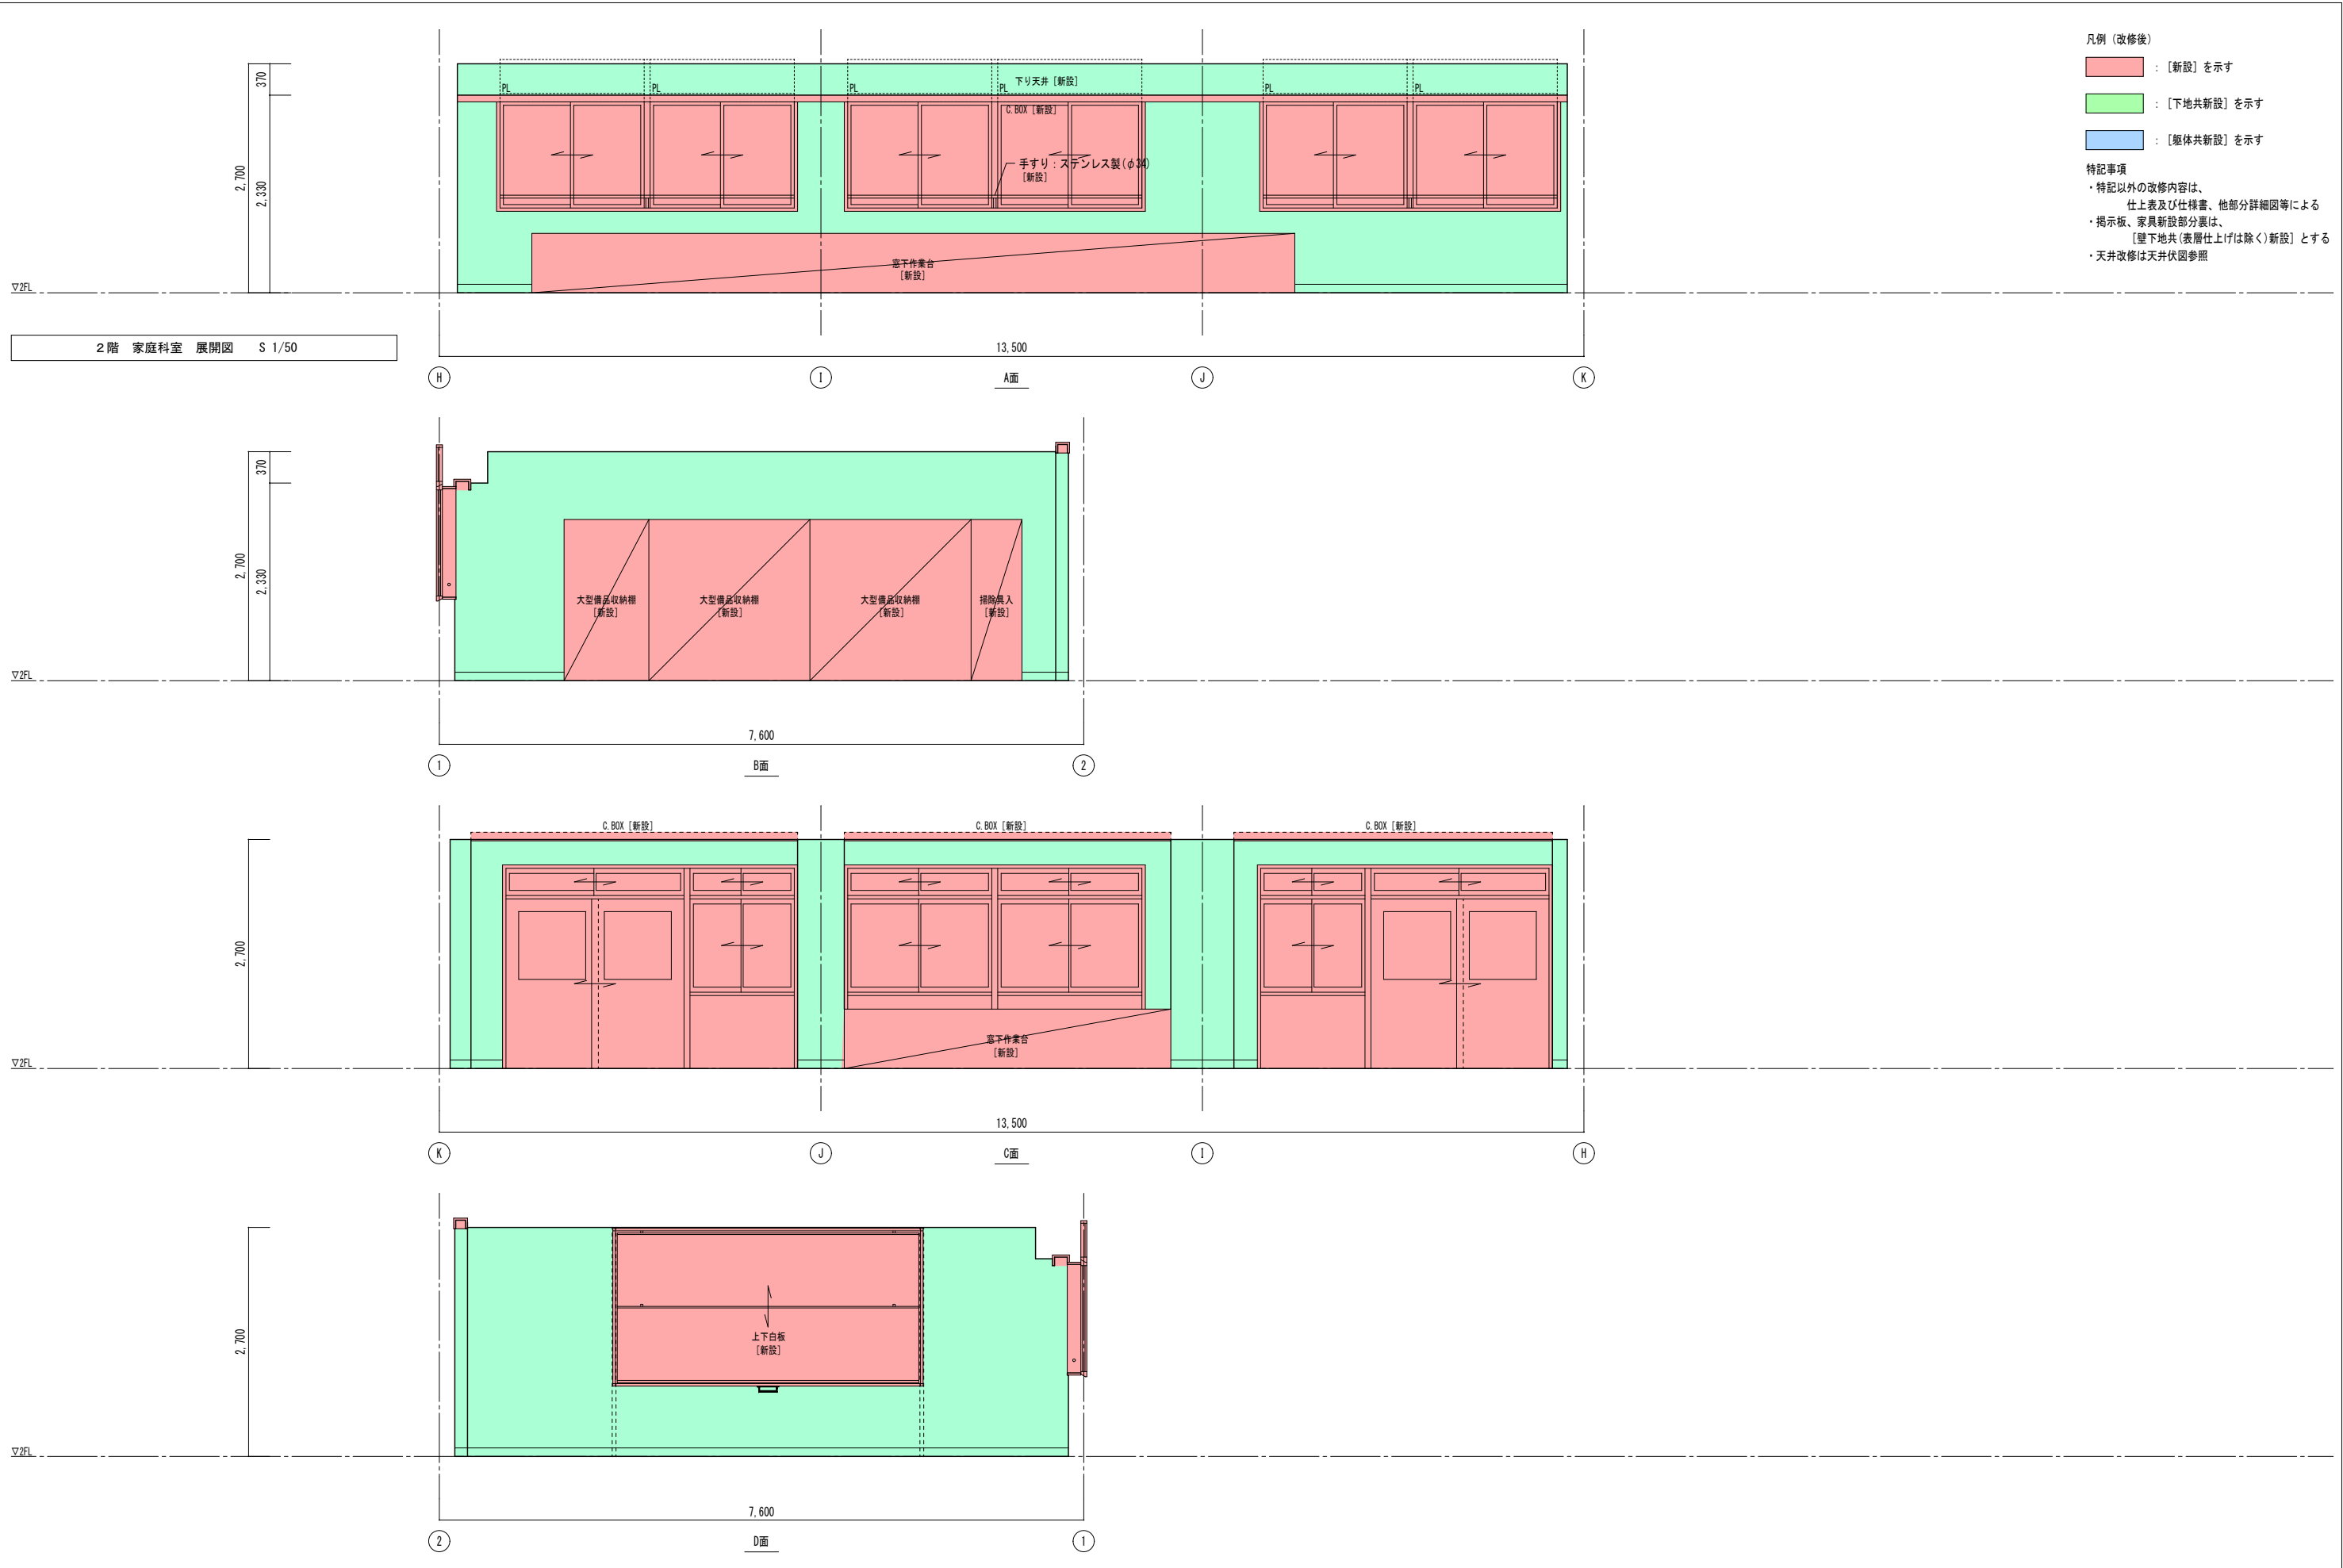 370
2,700
2,330
▽2FL
下り天井 [新設]
PL
PL
PL
PL
PL
PL
C.BOX [新設]
手すり：ステンレス製(φ34)
[新設]
窓下作業台
[新設]
13,500
H
I
A面
J
K
2階 家庭科室 展開図 S 1/50
凡例（改修後）
：[新設] を示す
：[下地共新設] を示す
：[躯体共新設] を示す
特記事項
・特記以外の改修内容は、
仕上表及び仕様書、他部分詳細図等による
・掲示板、家具新設部分裏は、
[壁下地共(表層仕上げは除く)新設] とする
・天井改修は天井伏図参照
370
2,700
2,330
▽2FL
大型備品収納棚
[新設]
大型備品収納棚
[新設]
大型備品収納棚
[新設]
掃除具入
[新設]
7,600
1
B面
2
C.BOX [新設]
C.BOX [新設]
C.BOX [新設]
2,700
▽2FL
窓下作業台
[新設]
13,500
K
J
C面
I
H
2,700
▽2FL
上下白板
[新設]
7,600
2
D面
1